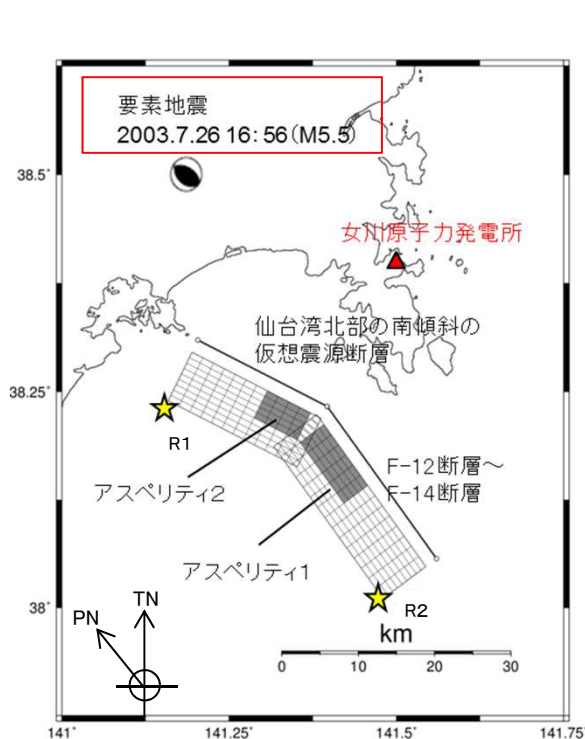 要素地震
2003.7.26 16:56(M5.5)
38.5°
女川原子力発電所
仙台湾北部の南傾斜の
仮想震源断層
38.25°
R1
F-12断層～
F-14断層
アスペリティ2
アスペリティ1
38°
TN
PN
R2
km
0 10 20 30
141° 141.25° 141.5° 141.75°